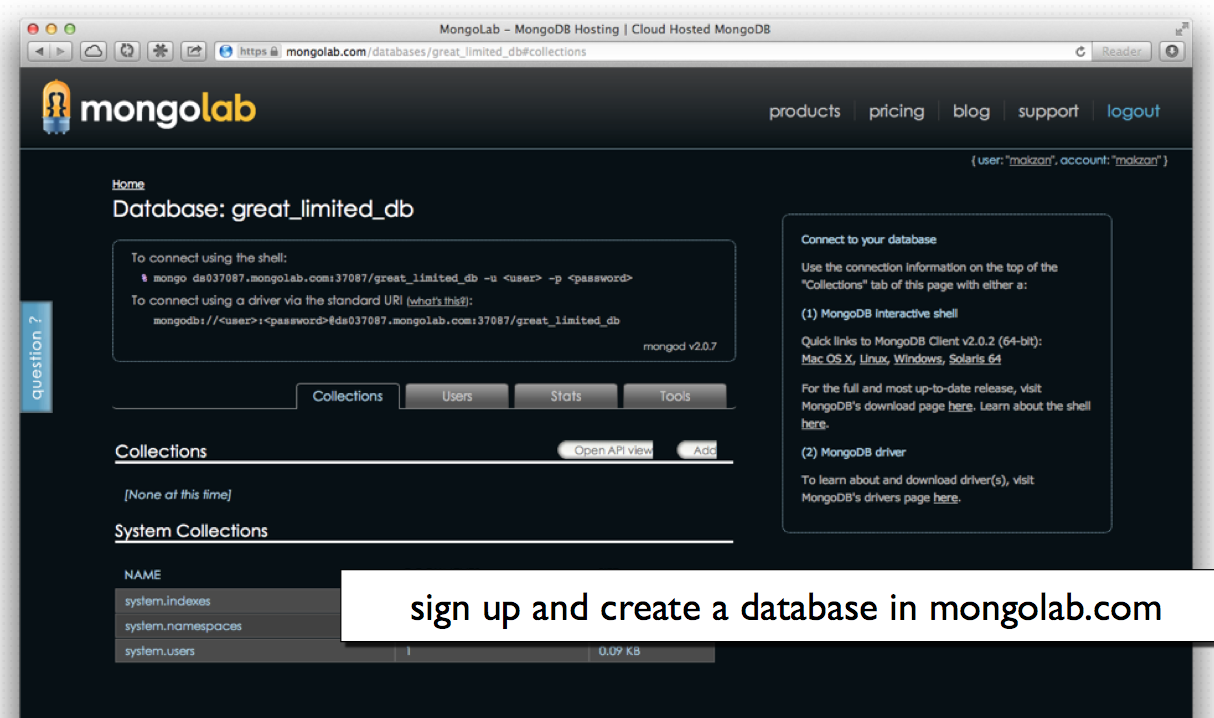 MongoLab – MongoDB Hosting | Cloud Hosted MongoDB
https mongolab.com/databases/great_limited_db#collections
Reader
mongolab
products pricing blog support logout
{ user: "makzan", account: "makzan" }
Home
Database: great_limited_db
To connect using the shell:
% mongo ds037087.mongolab.com:37087/great_limited_db -u <user> -p <password>
To connect using a driver via the standard URI (what's this?):
mongodb://<user>:<password>@ds037087.mongolab.com:37087/great_limited_db
mongod v2.0.7
question ?
Collections Users Stats Tools
Collections
Open API view Add
[None at this time]
System Collections
NAME
system.indexes
system.namespaces
system.users 1 0.09 KB
Connect to your database
Use the connection information on the top of the
"Collections" tab of this page with either a:
(1) MongoDB interactive shell
Quick links to MongoDB Client v2.0.2 (64-bit):
Mac OS X, Linux, Windows, Solaris 64
For the full and most up-to-date release, visit
MongoDB's download page here. Learn about the shell
here.
(2) MongoDB driver
To learn about and download driver(s), visit
MongoDB's drivers page here.
sign up and create a database in mongolab.com